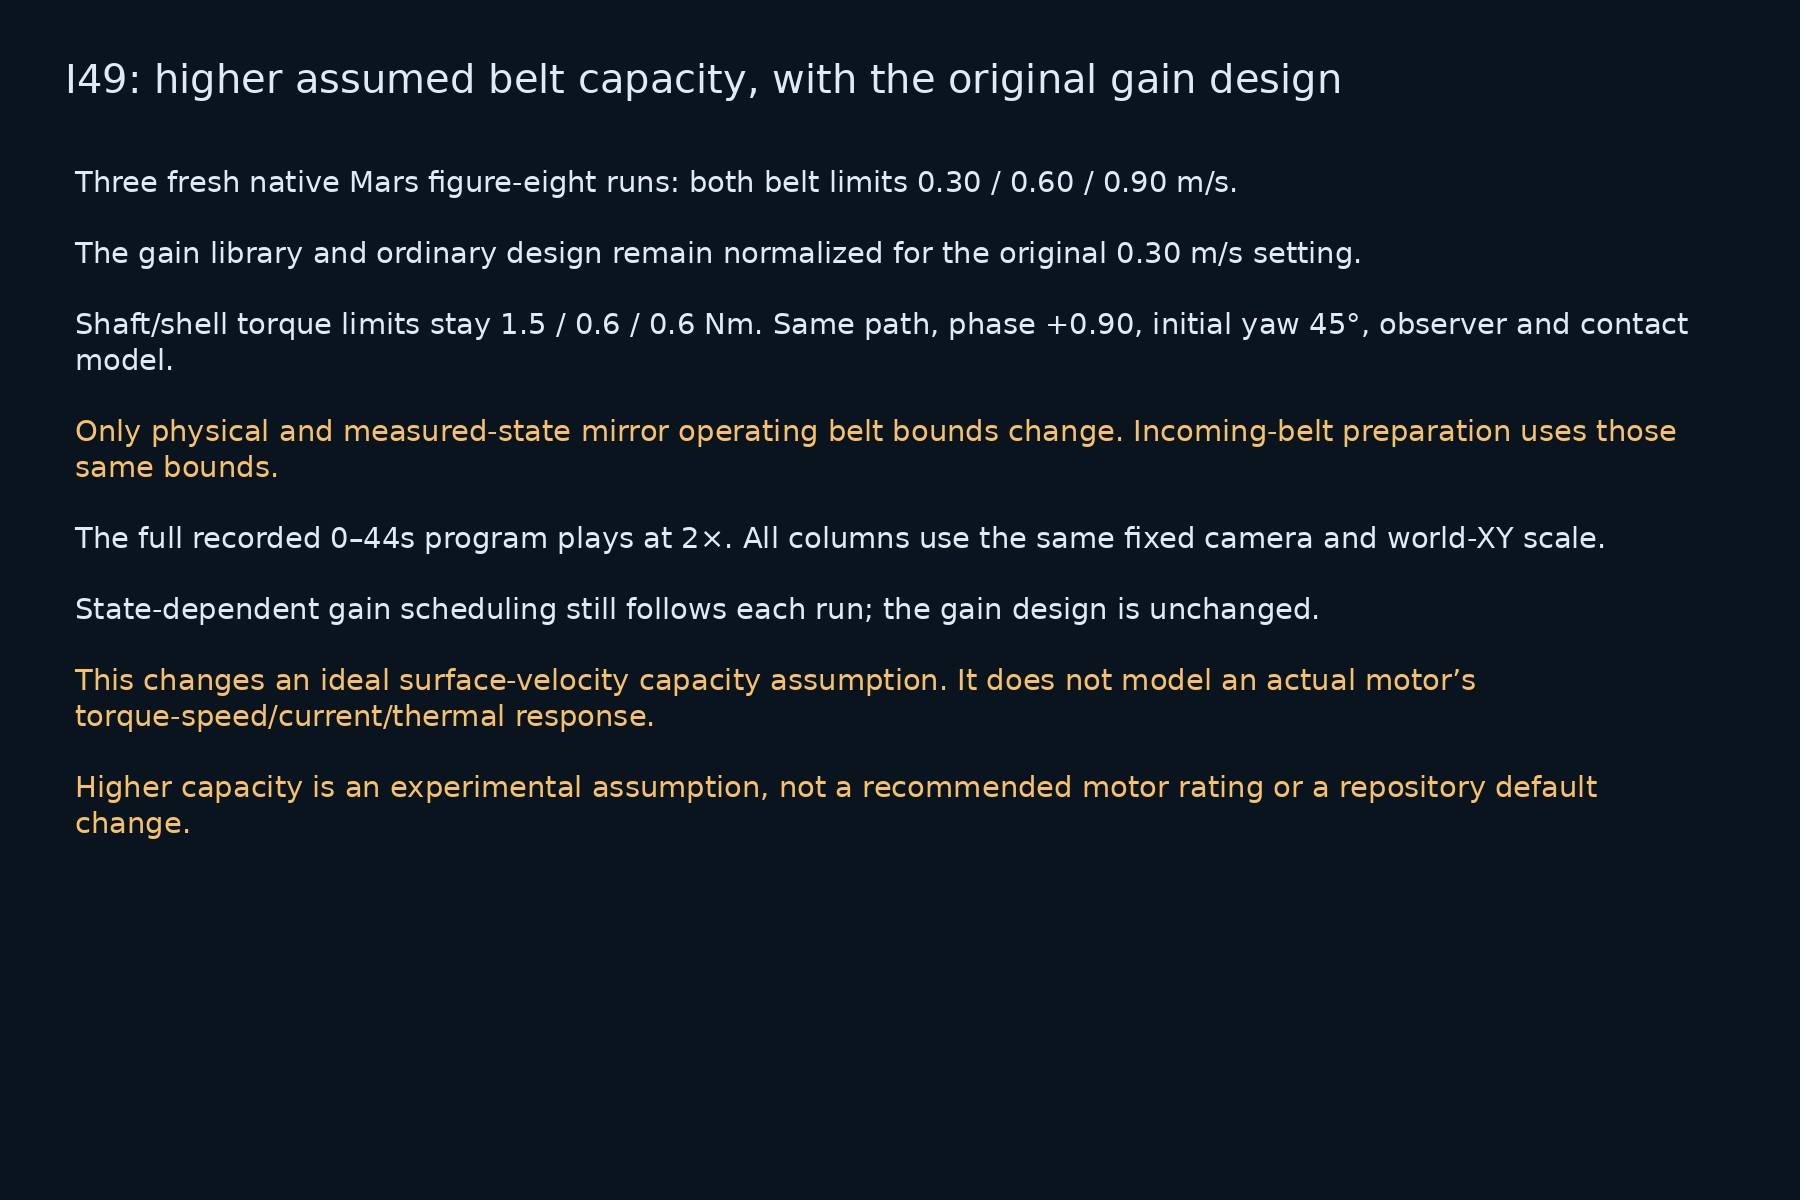 I49: higher assumed belt capacity, with the original gain design
Three fresh native Mars figure-eight runs: both belt limits 0.30 / 0.60 / 0.90 m/s.
The gain library and ordinary design remain normalized for the original 0.30 m/s setting.
Shaft/shell torque limits stay 1.5 / 0.6 / 0.6 Nm. Same path, phase +0.90, initial yaw 45°, observer and contact
model.
Only physical and measured-state mirror operating belt bounds change. Incoming-belt preparation uses those
same bounds.
The full recorded 0–44s program plays at 2×. All columns use the same fixed camera and world-XY scale.
State-dependent gain scheduling still follows each run; the gain design is unchanged.
This changes an ideal surface-velocity capacity assumption. It does not model an actual motor’s
torque-speed/current/thermal response.
Higher capacity is an experimental assumption, not a recommended motor rating or a repository default
change.